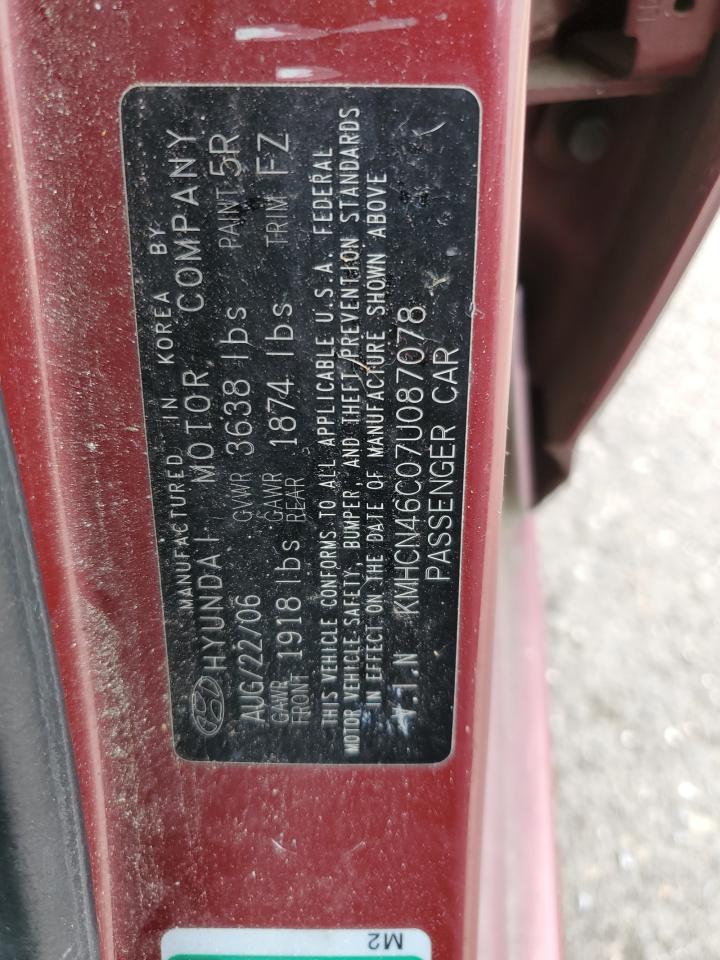 MANUFACTURED IN KOREA BY
HYUNDAI MOTOR COMPANY
AUG/22/06 GVWR 3638 lbs PAINT 5R
GAWR FRONT 1918 lbs GAWR REAR 1874 lbs TRIM FZ
THIS VEHICLE CONFORMS TO ALL APPLICABLE U.S.A. FEDERAL
MOTOR VEHICLE SAFETY, BUMPER, AND THEFT PREVENTION STANDARDS
IN EFFECT ON THE DATE OF MANUFACTURE SHOWN ABOVE
V.I.N KMHCN46C07U087078
PASSENGER CAR
M2